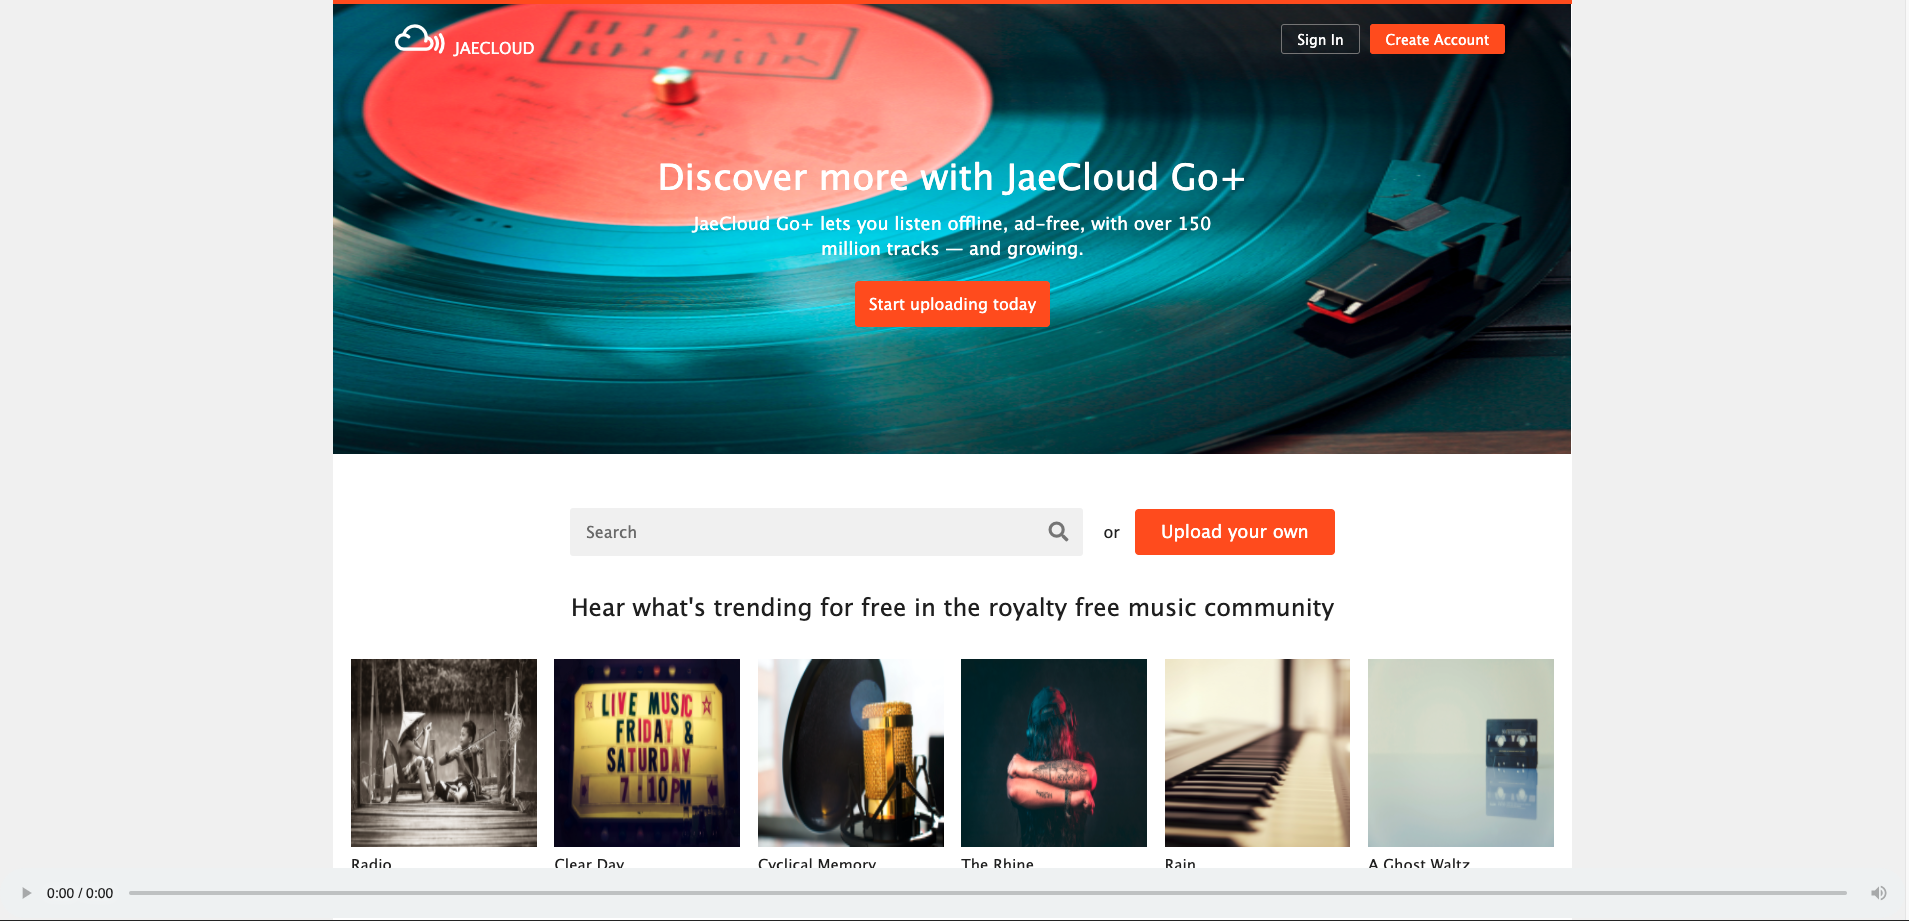 JAECLOUD
Sign In
Create Account
Discover more with JaeCloud Go+
JaeCloud Go+ lets you listen offline, ad-free, with over 150
million tracks — and growing.
Start uploading today
Search
or
Upload your own
Hear what's trending for free in the royalty free music community
LIVE MUSIC
FRIDAY &
SATURDAY
7-10PM
Radio
Clear Day
Cyclical Memory
The Rhine
Rain
A Ghost Waltz
0:00 / 0:00